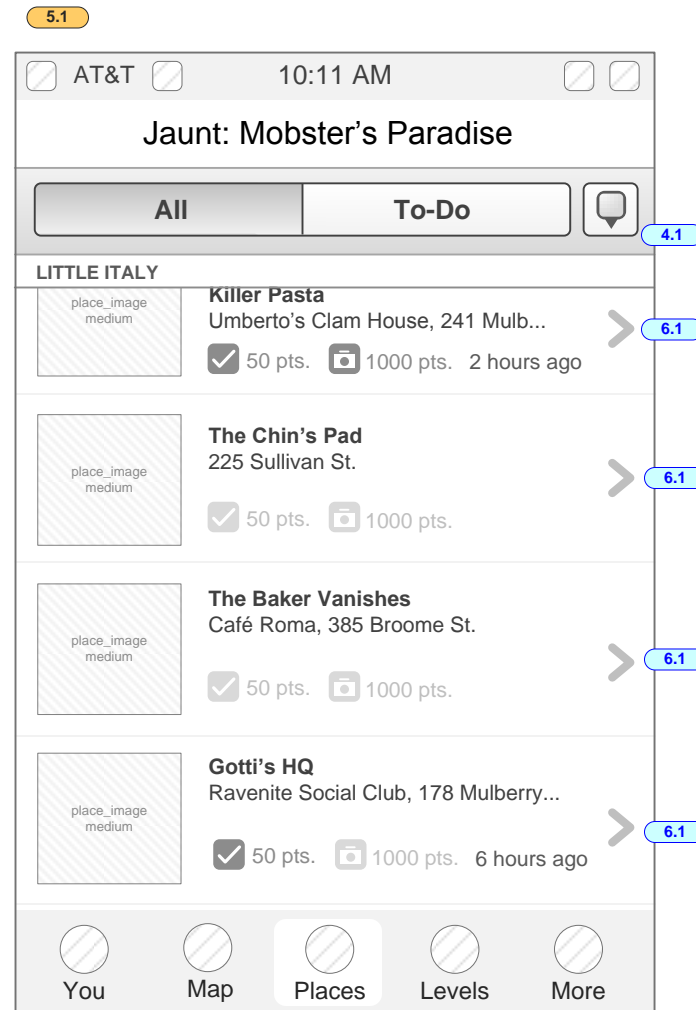 5.1
AT&T 10:11 AM
Jaunt: Mobster's Paradise
All To-Do
4.1
LITTLE ITALY
place_image
medium
Killer Pasta
Umberto's Clam House, 241 Mulb...
50 pts. 1000 pts. 2 hours ago
6.1
place_image
medium
The Chin's Pad
225 Sullivan St.
50 pts. 1000 pts.
6.1
place_image
medium
The Baker Vanishes
Café Roma, 385 Broome St.
50 pts. 1000 pts.
6.1
place_image
medium
Gotti's HQ
Ravenite Social Club, 178 Mulberry...
50 pts. 1000 pts. 6 hours ago
6.1
You Map Places Levels More